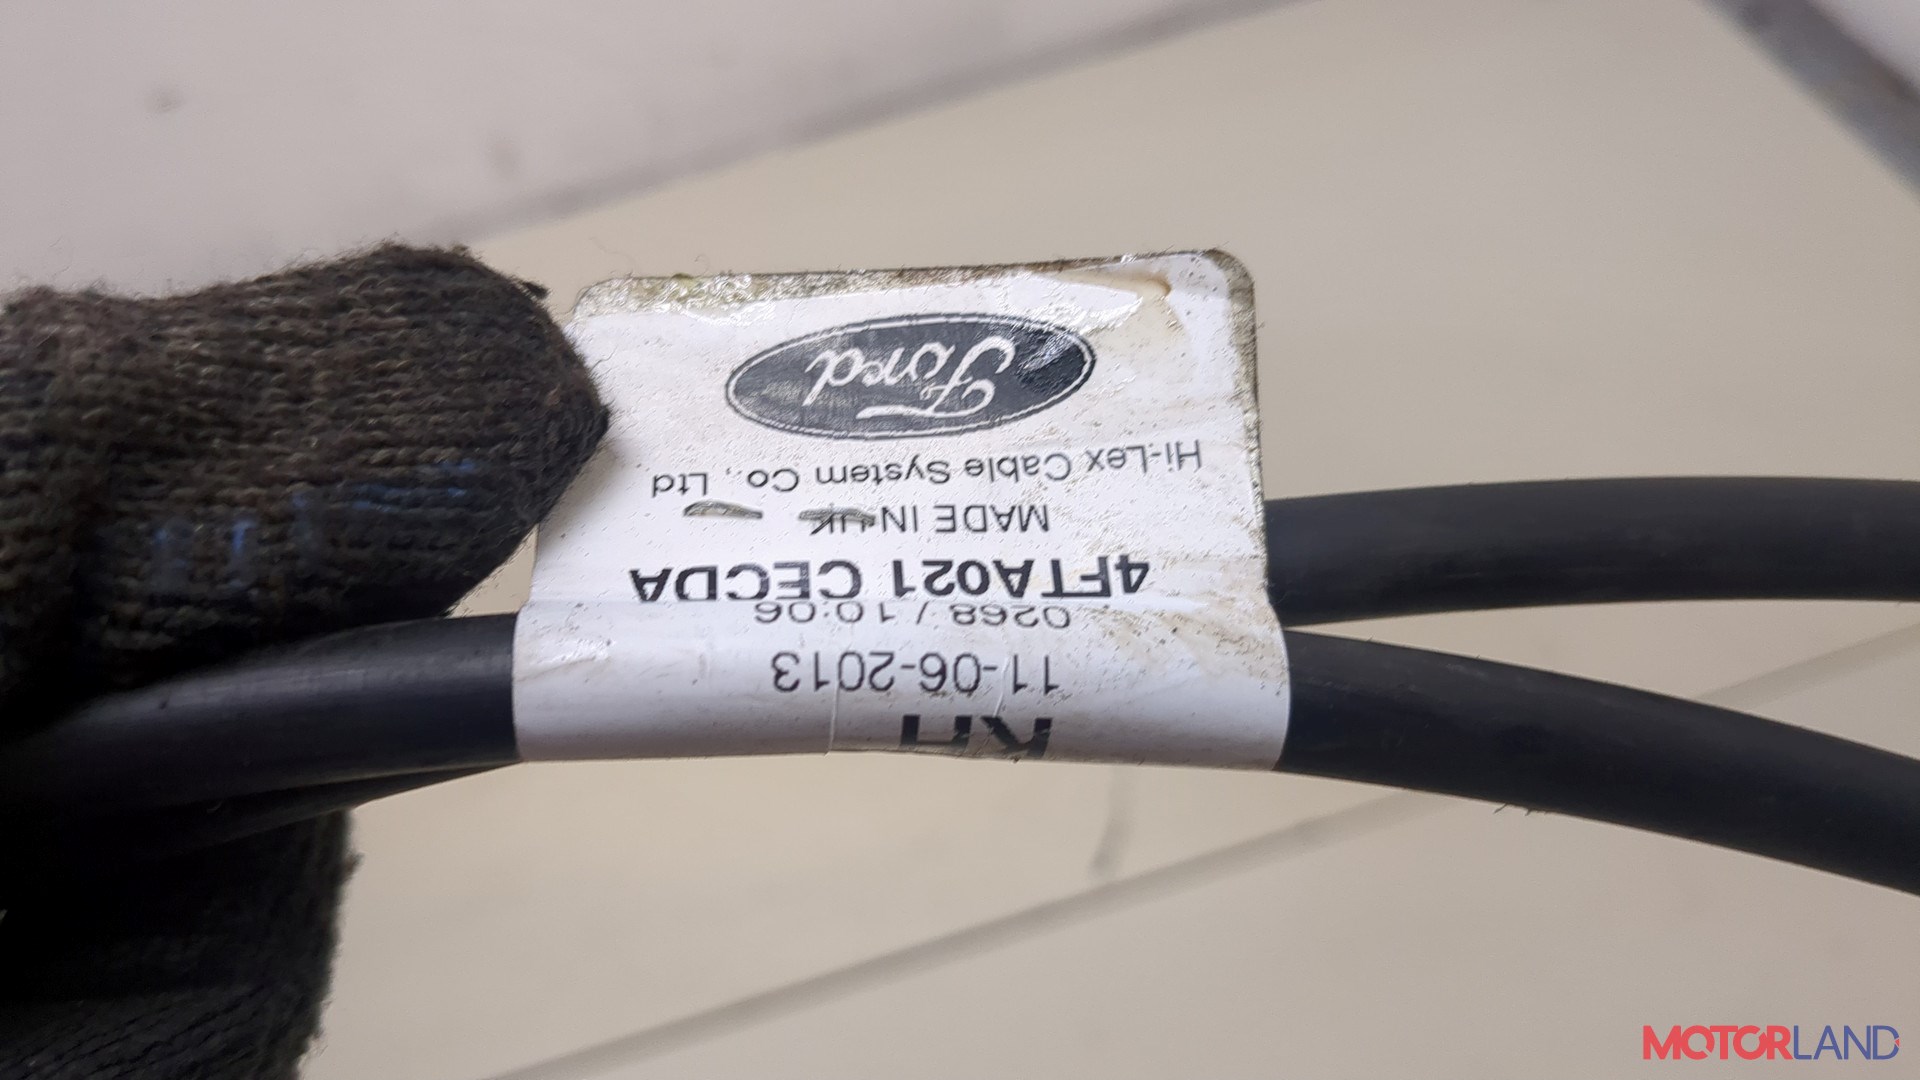 11-06-2013
0268 / 10:06
4FTA021 CECDA
MADE IN UK
Hi-Lex Cable System Co., Ltd
Ford
MOTORLAND